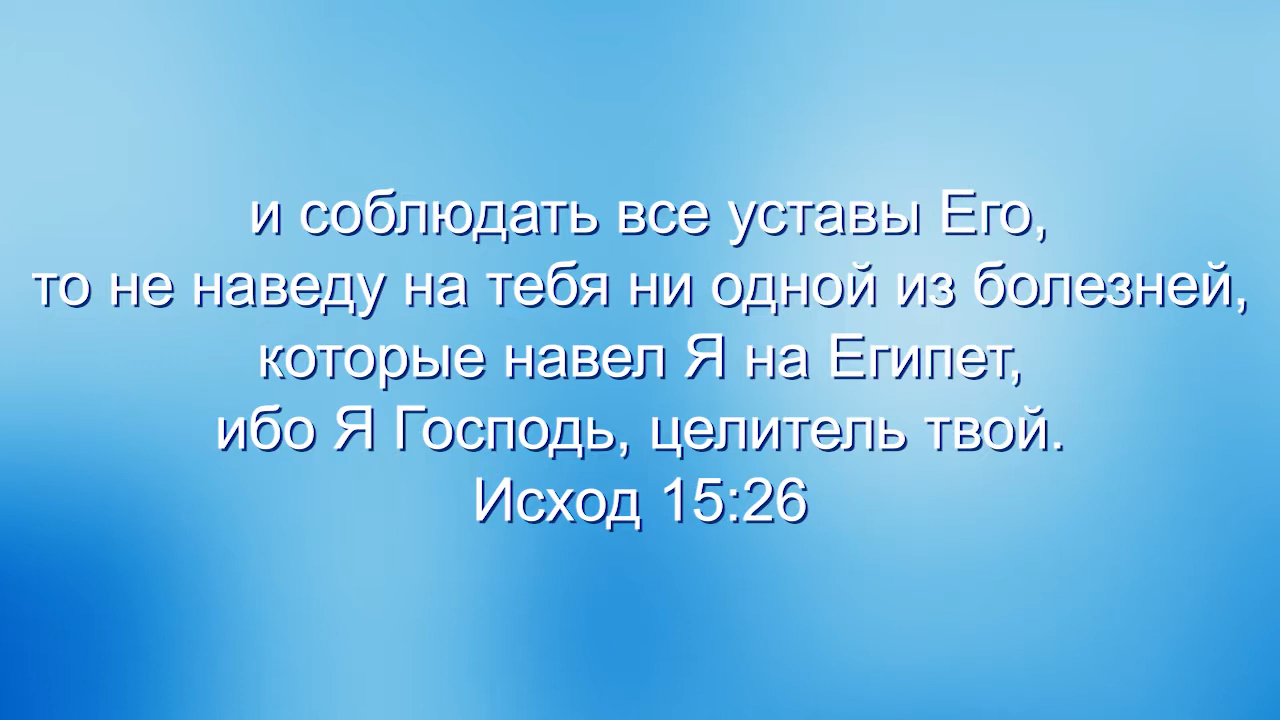 и соблюдать все уставы Его,
то не наведу на тебя ни одной из болезней,
которые навел Я на Египет,
ибо Я Господь, целитель твой.
Исход 15:26